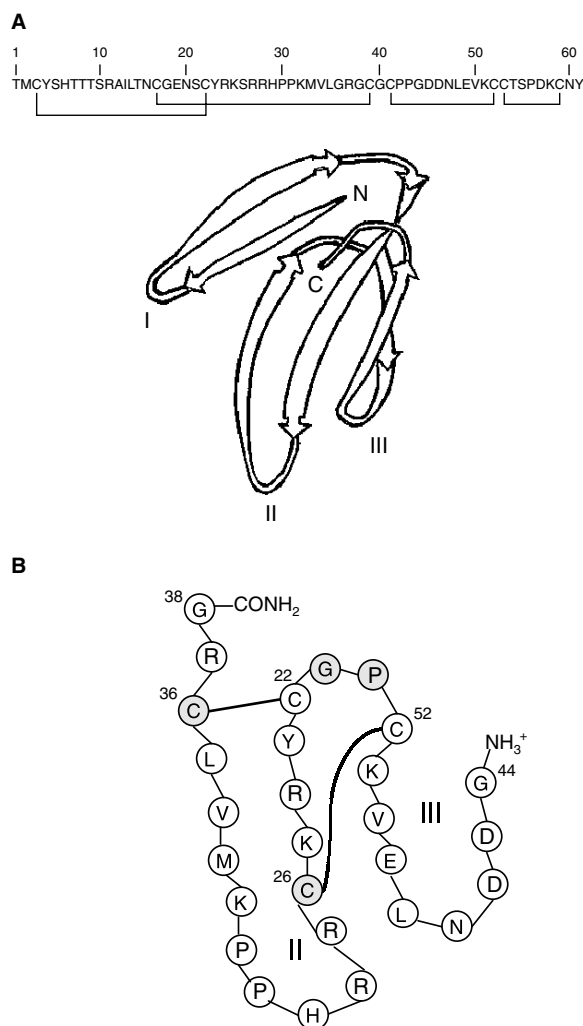 A
1 10 20 30 40 50 60
TMCYSHTTTSRAILTNCGENSCYRKSRRHPPKMVLGRGCGCPPGDDNLEVKCCTSPDKCNY
N
C
I
III
II
B
38 G CONH₂
R G P
22
36 C C 52 C
Y NH₃⁺
L K G 44
R V V III
D
K M E
26 C D
K L N R
P II
P R
H